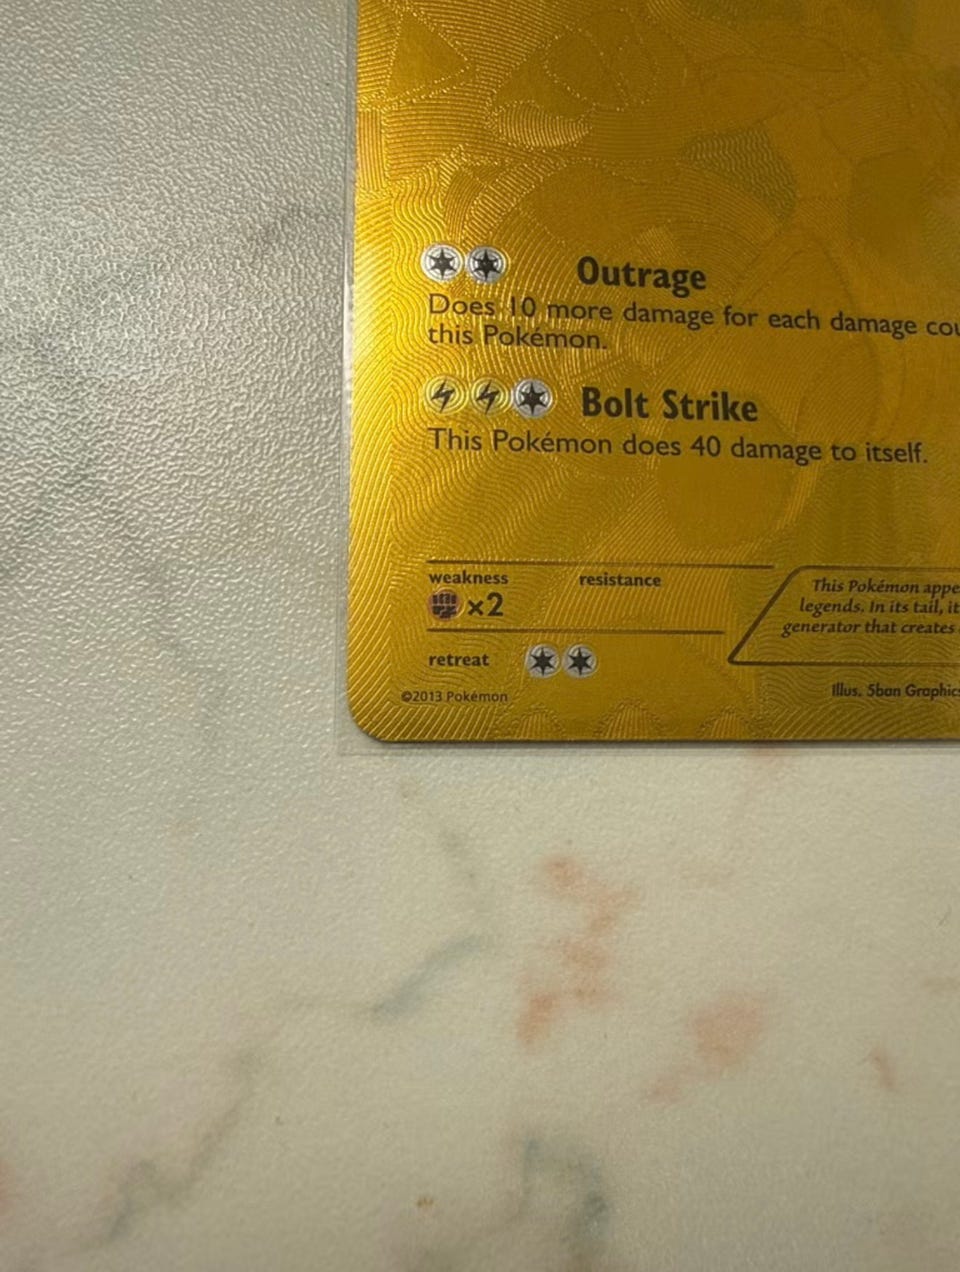 Outrage
Does 10 more damage for each damage cou
this Pokémon.
Bolt Strike
This Pokémon does 40 damage to itself.
weakness resistance
×2
This Pokémon appe
legends. In its tail, it
generator that creates
retreat
©2013 Pokémon
Illus. 5ban Graphics